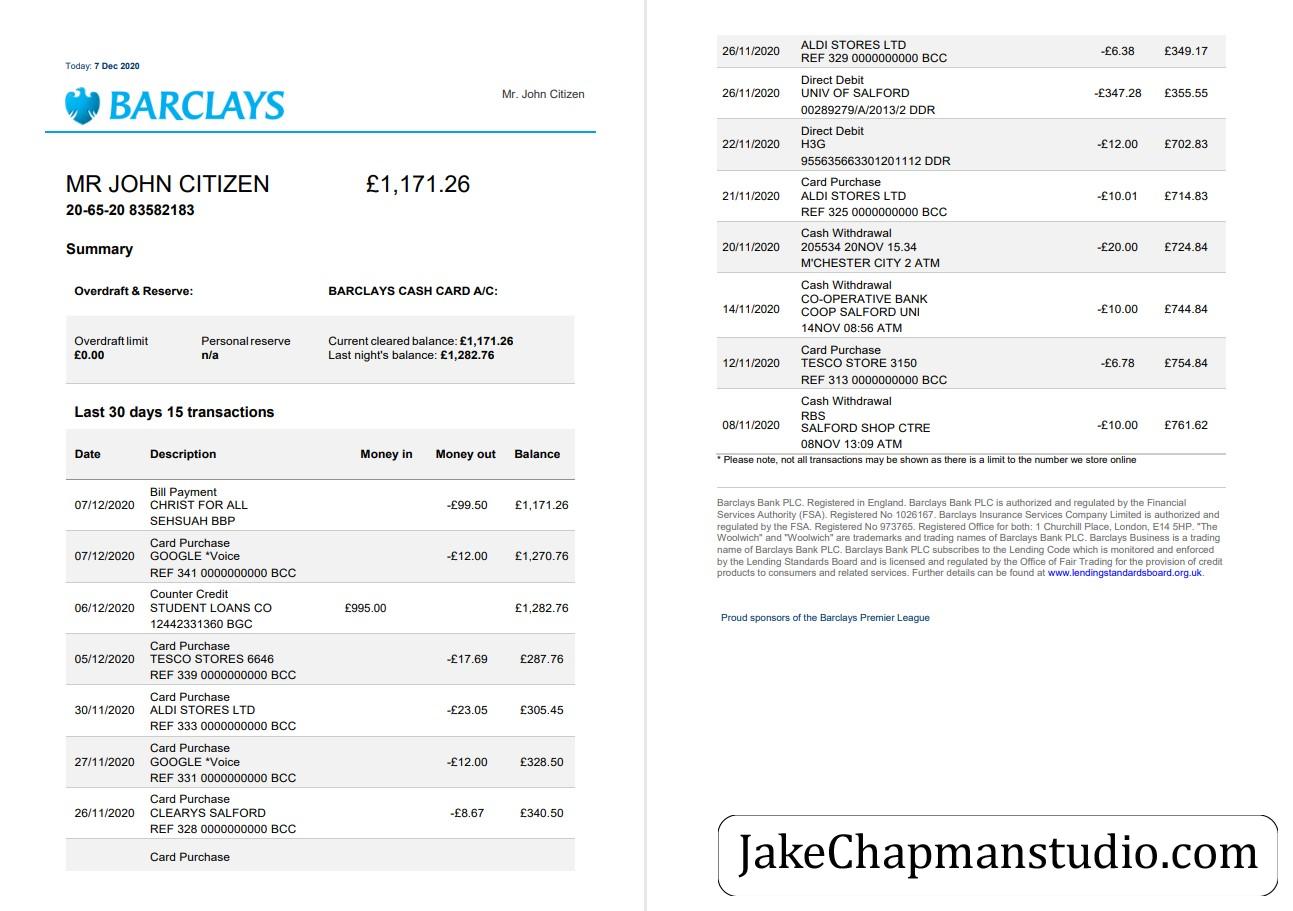 Today: 7 Dec 2020
BARCLAYS
Mr. John Citizen
MR JOHN CITIZEN £1,171.26
20-65-20 83582183
Summary
Overdraft & Reserve: BARCLAYS CASH CARD A/C:
Overdraft limit Personal reserve Current cleared balance: £1,171.26
£0.00 n/a Last night's balance: £1,282.76
Last 30 days 15 transactions
Date Description Money in Money out Balance
Bill Payment
07/12/2020 CHRIST FOR ALL -£99.50 £1,171.26
SEHSUAH BBP
Card Purchase
07/12/2020 GOOGLE *Voice -£12.00 £1,270.76
REF 341 0000000000 BCC
Counter Credit
06/12/2020 STUDENT LOANS CO £995.00 £1,282.76
12442331360 BGC
Card Purchase
05/12/2020 TESCO STORES 6646 -£17.69 £287.76
REF 339 0000000000 BCC
Card Purchase
30/11/2020 ALDI STORES LTD -£23.05 £305.45
REF 333 0000000000 BCC
Card Purchase
27/11/2020 GOOGLE *Voice -£12.00 £328.50
REF 331 0000000000 BCC
Card Purchase
26/11/2020 CLEARYS SALFORD -£8.67 £340.50
REF 328 0000000000 BCC
Card Purchase
ALDI STORES LTD
26/11/2020 -£6.38 £349.17
REF 329 0000000000 BCC
Direct Debit
26/11/2020 UNIV OF SALFORD -£347.28 £355.55
00289279/A/2013/2 DDR
Direct Debit
22/11/2020 H3G -£12.00 £702.83
955635663301201112 DDR
Card Purchase
21/11/2020 ALDI STORES LTD -£10.01 £714.83
REF 325 0000000000 BCC
Cash Withdrawal
20/11/2020 205534 20NOV 15.34 -£20.00 £724.84
M'CHESTER CITY 2 ATM
Cash Withdrawal
CO-OPERATIVE BANK
14/11/2020 COOP SALFORD UNI -£10.00 £744.84
14NOV 08:56 ATM
Card Purchase
12/11/2020 TESCO STORE 3150 -£6.78 £754.84
REF 313 0000000000 BCC
Cash Withdrawal
RBS
08/11/2020 SALFORD SHOP CTRE -£10.00 £761.62
08NOV 13:09 ATM
* Please note, not all transactions may be shown as there is a limit to the number we store online
Barclays Bank PLC. Registered in England. Barclays Bank PLC is authorized and regulated by the Financial
Services Authority (FSA). Registered No 1026167. Barclays Insurance Services Company Limited is authorized and
regulated by the FSA. Registered No 973765. Registered Office for both: 1 Churchill Place, London, E14 5HP. "The
Woolwich" and "Woolwich" are trademarks and trading names of Barclays Bank PLC. Barclays Business is a trading
name of Barclays Bank PLC. Barclays Bank PLC subscribes to the Lending Code which is monitored and enforced
by the Lending Standards Board and is licensed and regulated by the Office of Fair Trading for the provision of credit
products to consumers and related services. Further details can be found at www.lendingstandardsboard.org.uk.
Proud sponsors of the Barclays Premier League
JakeChapmanstudio.com